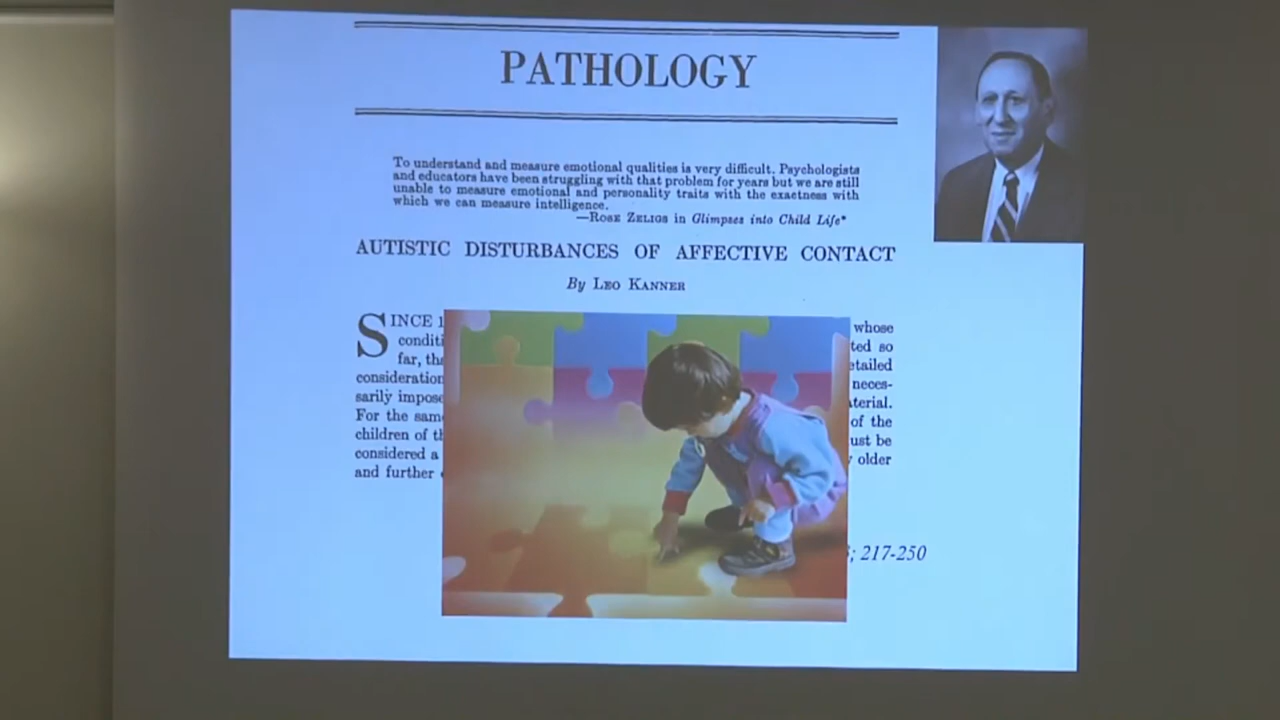 PATHOLOGY
To understand and measure emotional qualities is very difficult. Psychologists
and educators have been struggling with that problem for years but we are still
unable to measure emotional and personality traits with the exactness with
which we can measure intelligence.
—ROSE ZELIGS in Glimpses into Child Life*
AUTISTIC DISTURBANCES OF AFFECTIVE CONTACT
By LEO KANNER
SINCE 1 whose
conditi ted so
far, tha etailed
consideration neces-
sarily impose terial.
For the sam of the
children of th ust be
considered a older
and further
; 217-250